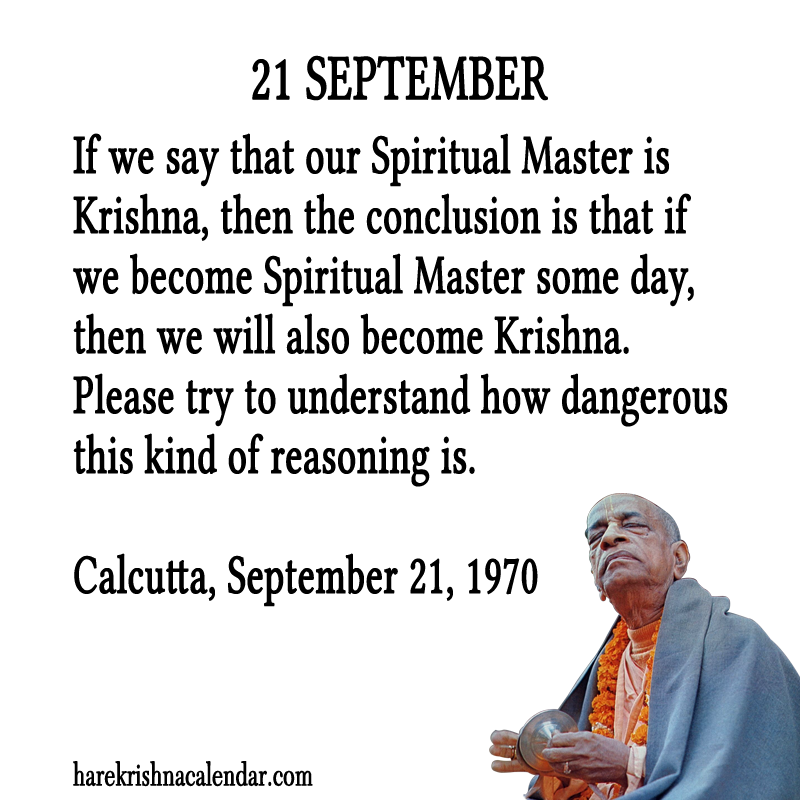 21 SEPTEMBER
If we say that our Spiritual Master is
Krishna, then the conclusion is that if
we become Spiritual Master some day,
then we will also become Krishna.
Please try to understand how dangerous
this kind of reasoning is.
Calcutta, September 21, 1970
harekrishnacalendar.com